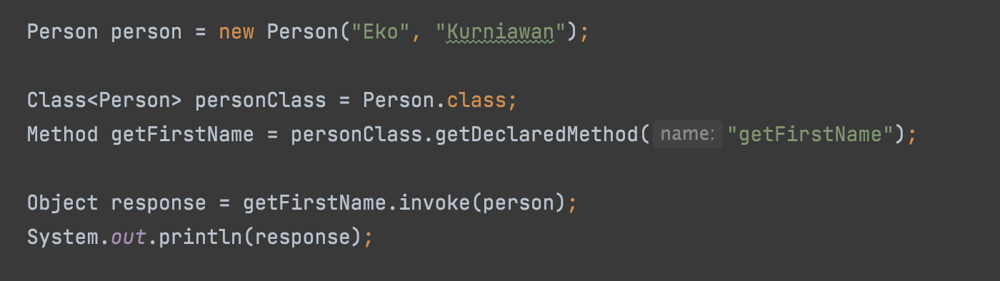 Person person = new Person("Eko", "Kurniawan");
Class<Person> personClass = Person.class;
Method getFirstName = personClass.getDeclaredMethod( name: "getFirstName");
Object response = getFirstName.invoke(person);
System.out.println(response);